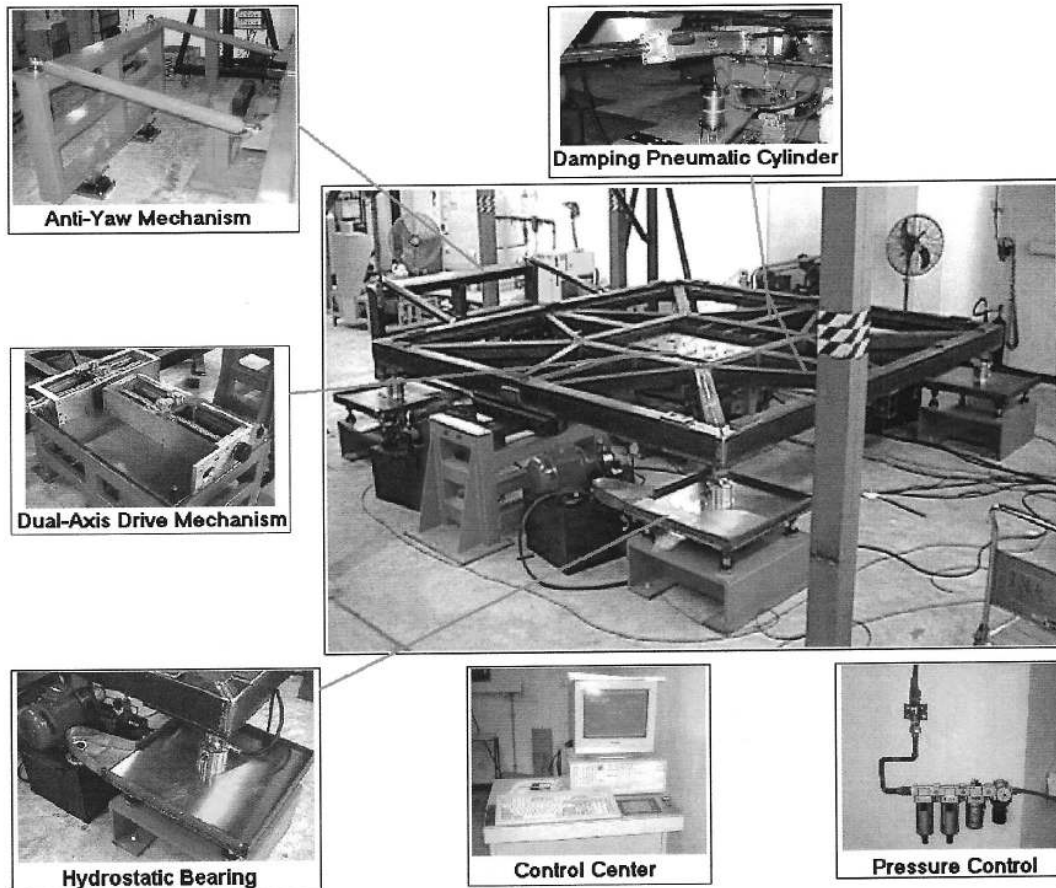 Damping Pneumatic Cylinder
Anti-Yaw Mechanism
Dual-Axis Drive Mechanism
Hydrostatic Bearing
Control Center
Pressure Control